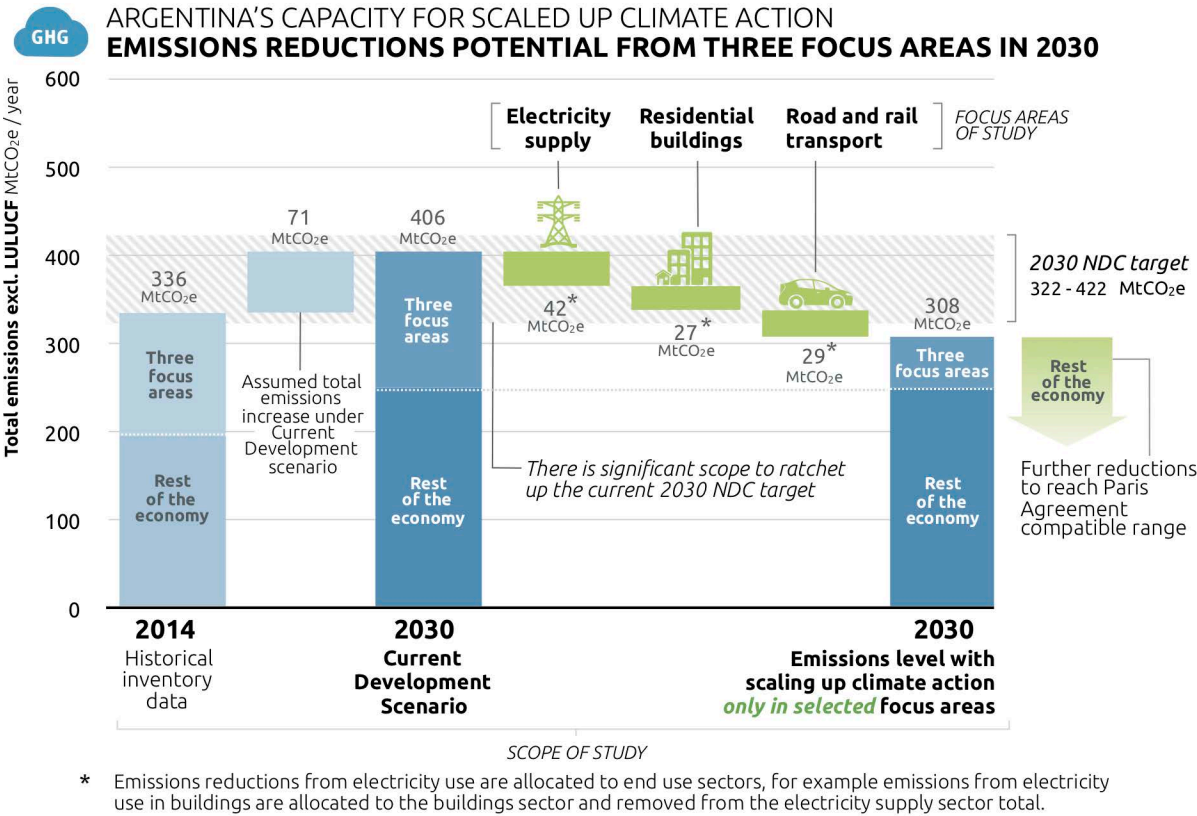 GHG
ARGENTINA'S CAPACITY FOR SCALED UP CLIMATE ACTION
EMISSIONS REDUCTIONS POTENTIAL FROM THREE FOCUS AREAS IN 2030
Total emissions excl. LULUCF MtCO₂e / year
600
500
400
300
200
100
0
Electricity
supply
Residential
buildings
Road and rail
transport
FOCUS AREAS
OF STUDY
336
MtCO₂e
71
MtCO₂e
406
MtCO₂e
42*
MtCO₂e
27*
MtCO₂e
29*
MtCO₂e
308
MtCO₂e
2030 NDC target
322 - 422 MtCO₂e
Three
focus
areas
Rest
of the
economy
Assumed total
emissions
increase under
Current
Development
scenario
Three
focus
areas
Rest
of the
economy
There is significant scope to ratchet
up the current 2030 NDC target
Three
focus areas
Rest
of the
economy
Rest
of the
economy
Further reductions
to reach Paris
Agreement
compatible range
2014
Historical
inventory
data
2030
Current
Development
Scenario
2030
Emissions level with
scaling up climate action
only in selected focus areas
SCOPE OF STUDY
* Emissions reductions from electricity use are allocated to end use sectors, for example emissions from electricity
use in buildings are allocated to the buildings sector and removed from the electricity supply sector total.